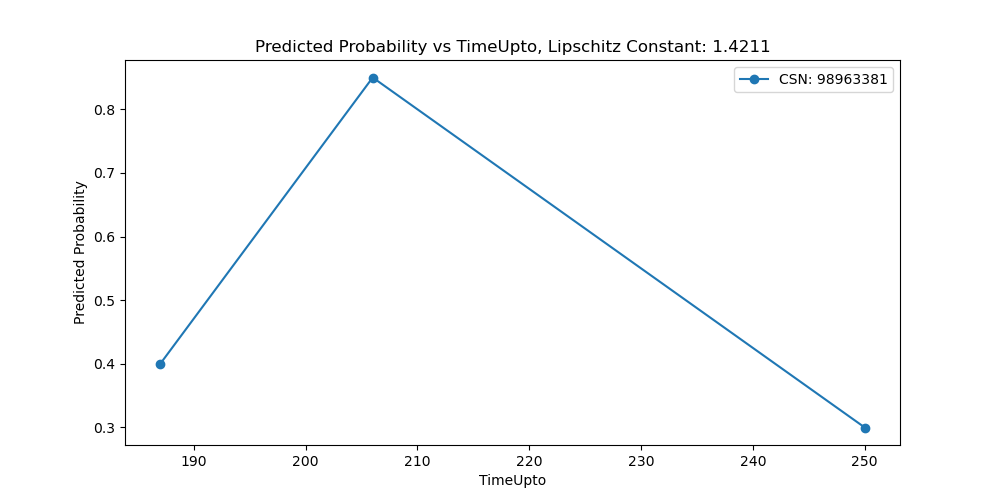 Predicted Probability vs TimeUpto, Lipschitz Constant: 1.4211
CSN: 98963381
Predicted Probability
0.8
0.7
0.6
0.5
0.4
0.3
190 200 210 220 230 240 250
TimeUpto